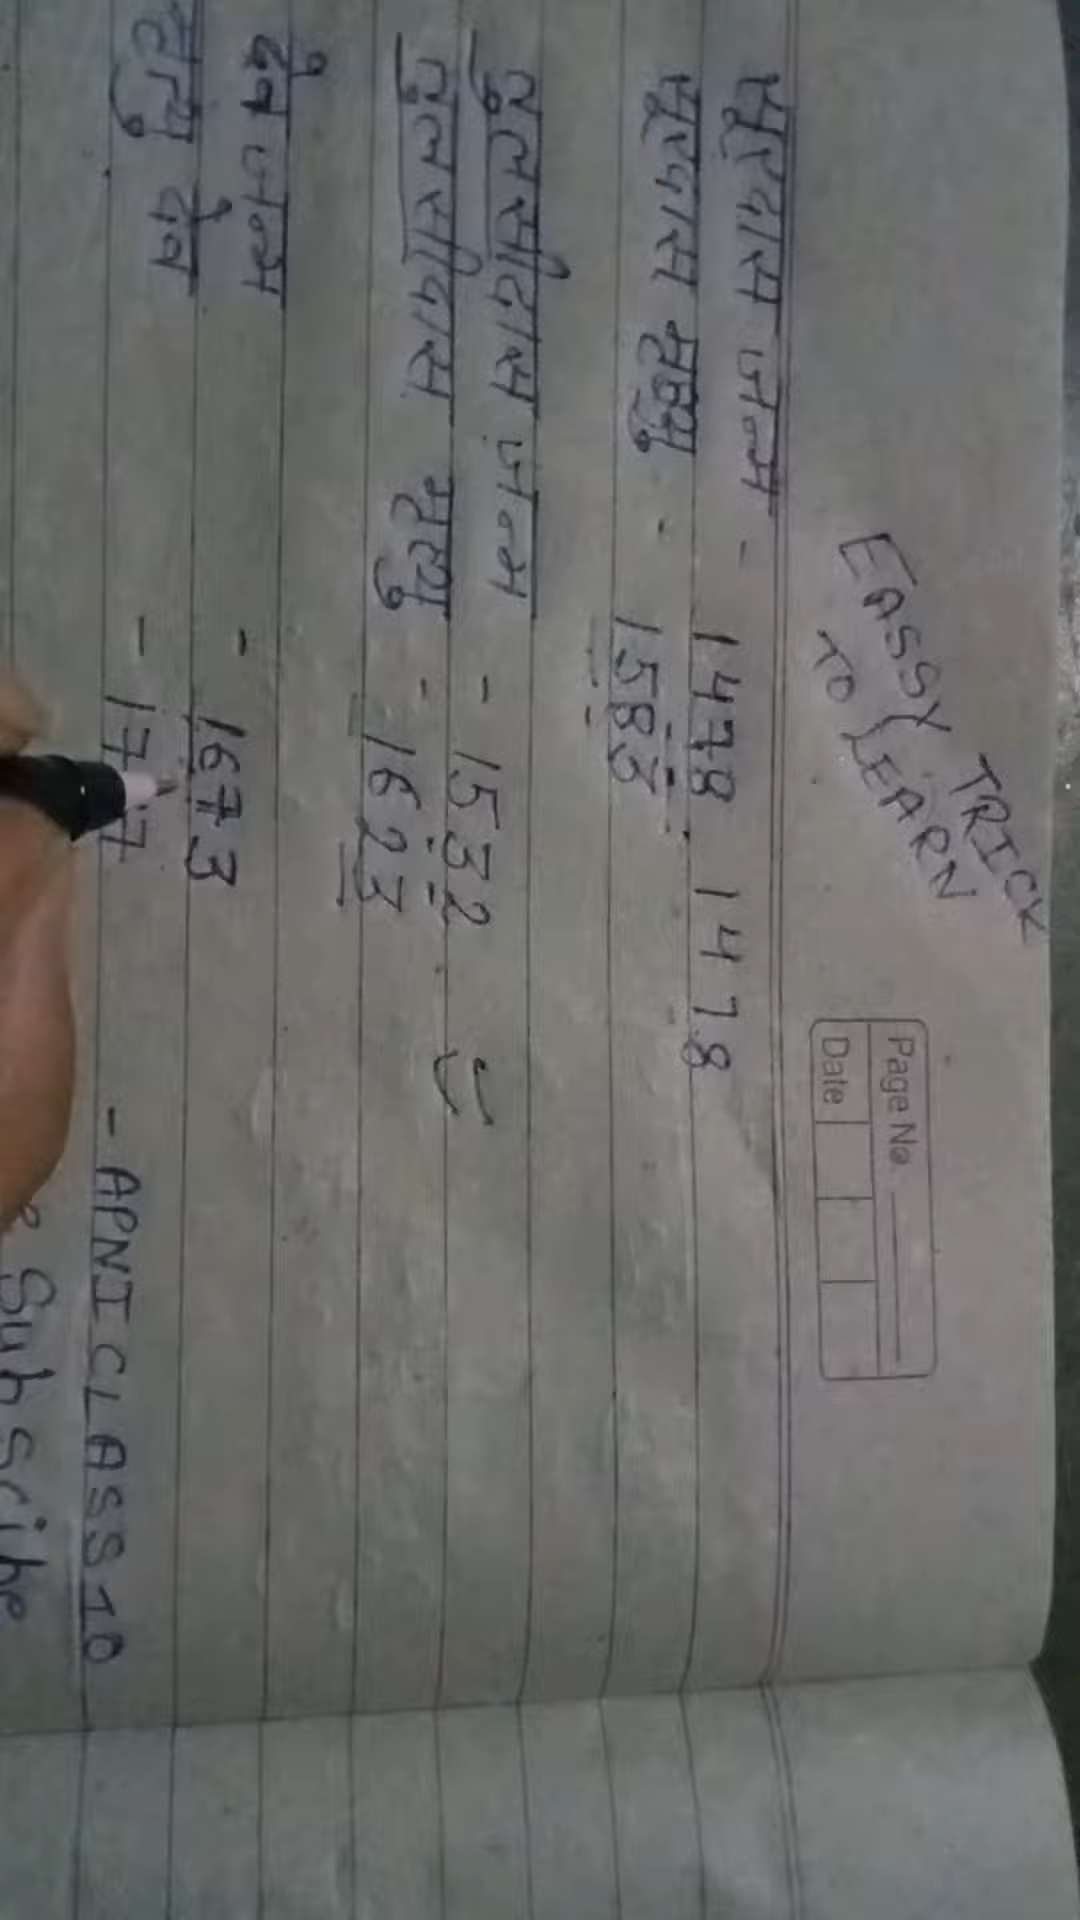 EASSY TRICK
TO LEARN
Page No.
Date
सूरदास जन्म - 1478 1478
सूरदास मृत्यु - 1583
तुलसीदास जन्म - 1532
तुलसीदास मृत्यु - 1623
देव जन्म - 1673
मृत्यु देव
- APNI CLASS 10
Subscribe